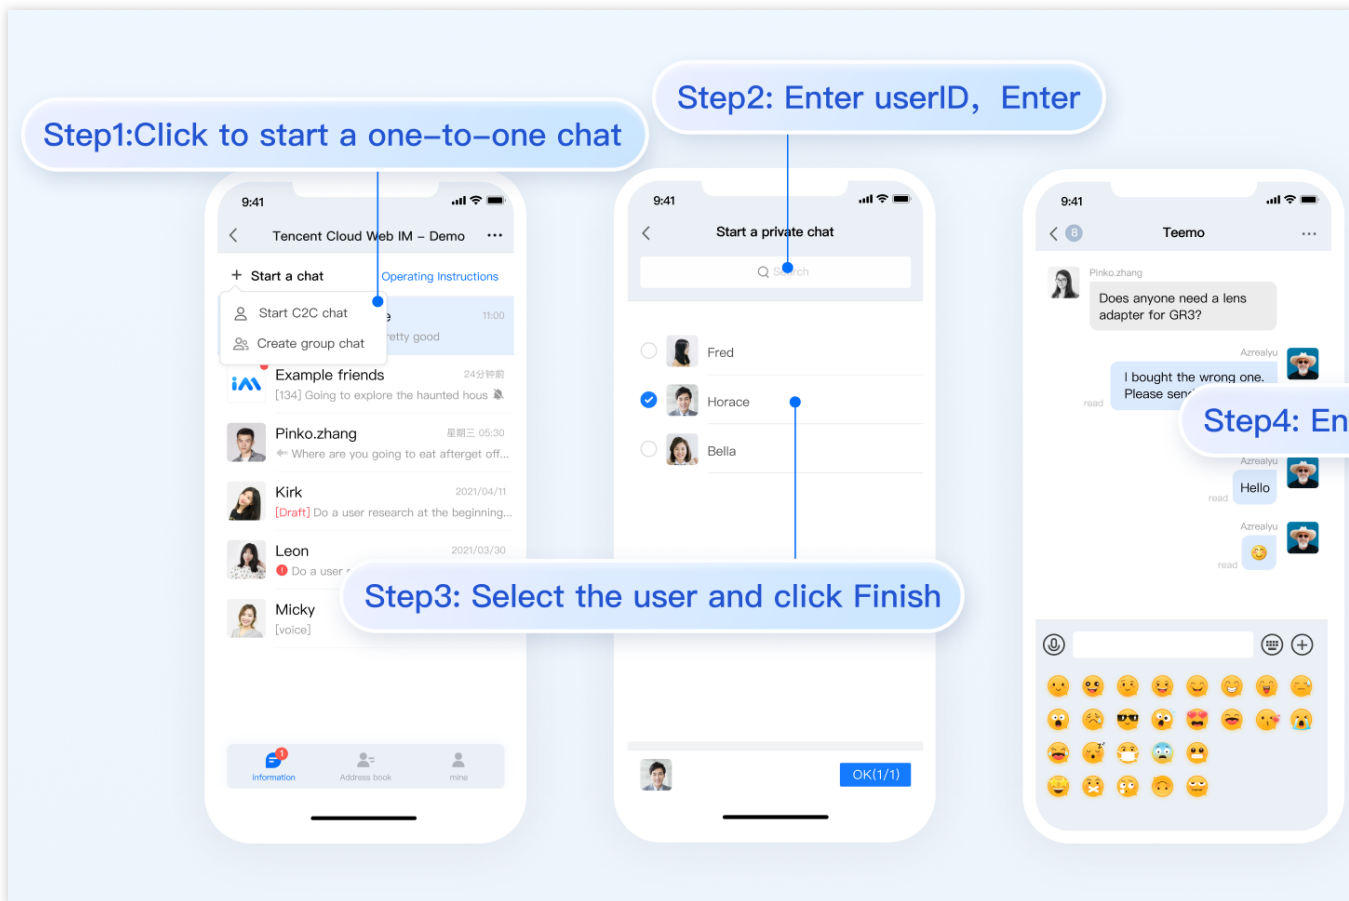 Step1:Click to start a one-to-one chat
Step2: Enter userID, Enter
9:41
Tencent Cloud Web IM - Demo
+ Start a chat
Operating Instructions
Start C2C chat
Create group chat
11:00
retty good
Example friends
24分钟前
[134] Going to explore the haunted hous
Pinko.zhang
星期三 05:30
Where are you going to eat afterget off...
Kirk
2021/04/11
[Draft] Do a user research at the beginning...
Leon
2021/03/30
Do a user
Micky
[voice]
1
information
Address book
mine
9:41
Start a private chat
Search
Fred
Horace
Bella
Step3: Select the user and click Finish
OK(1/1)
9:41
8
Teemo
Pinko.zhang
Does anyone need a lens
adapter for GR3?
Azrealyu
I bought the wrong one.
Please sen
read
Step4: En
Azrealyu
Hello
read
Azrealyu
read